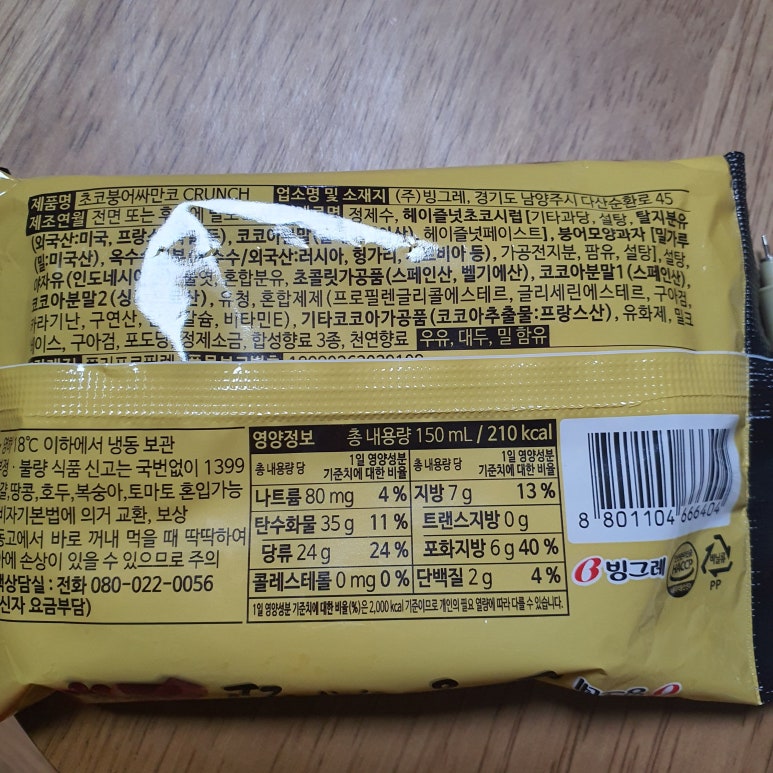 제품명 초코붕어싸만코 CRUNCH 업소명 및 소재지 (주)빙그레, 경기도 남양주시 다산순환로 45
제조연월 전면 또는 정제수, 헤이즐넛초코시럽[기타과당, 설탕, 탈지분유
(외국산:미국, 헤이즐넛페이스트], 붕어모양과자 [밀가루
(밀:미국산), 외국산:러시아, 헝가리, 등), 가공전지분, 팜유, 설탕], 설탕,
야자유(인도네시아 혼합분유, 초콜릿가공품(스페인산, 벨기에산), 코코아분말1(스페인산),
코코아분말2( 유청, 혼합제제(프로필렌글리콜에스테르, 글리세린에스테르, 구아검,
카라기난, 구연산, 비타민E), 기타코코아가공품(코코아추출물:프랑스산), 유화제, 밀크
구아검, 정제소금, 합성향료 3종, 천연향료 우유, 대두, 밀 함유
18℃ 이하에서 냉동 보관
불량 식품 신고는 국번없이 1399
땅콩, 호두, 복숭아, 토마토 혼입가능
비자기본법에 의거 교환, 보상
바로 꺼내 먹을 때 딱딱하여
손상이 있을 수 있으므로 주의
전화 080-022-0056
신자 요금부담)
영양정보 총 내용량 150 mL / 210 kcal
총 내용량 당 1일 영양성분 기준치에 대한 비율 총 내용량 당 1일 영양성분 기준치에 대한 비율
나트륨 80 mg 4 % 지방 7 g 13 %
탄수화물 35 g 11 % 트랜스지방 0 g
당류 24 g 24 % 포화지방 6 g 40 %
콜레스테롤 0 mg 0 % 단백질 2 g 4 %
1일 영양성분 기준치에 대한 비율(%)은 2,000 kcal 기준이므로 개인의 필요 열량에 따라 다를 수 있습니다.
8 801104 666404
빙그레
HACCP
비닐류
PP